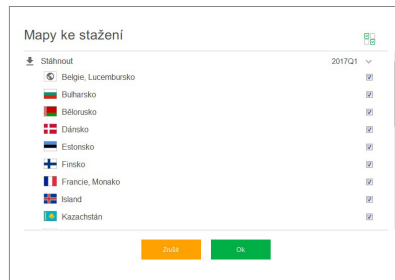 Mapy ke stažení
Stáhnout 2017Q1
Belgie, Lucembursko
Bulharsko
Bělorusko
Dánsko
Estonsko
Finsko
Francie, Monako
Island
Kazachstán
Zrušit Ok